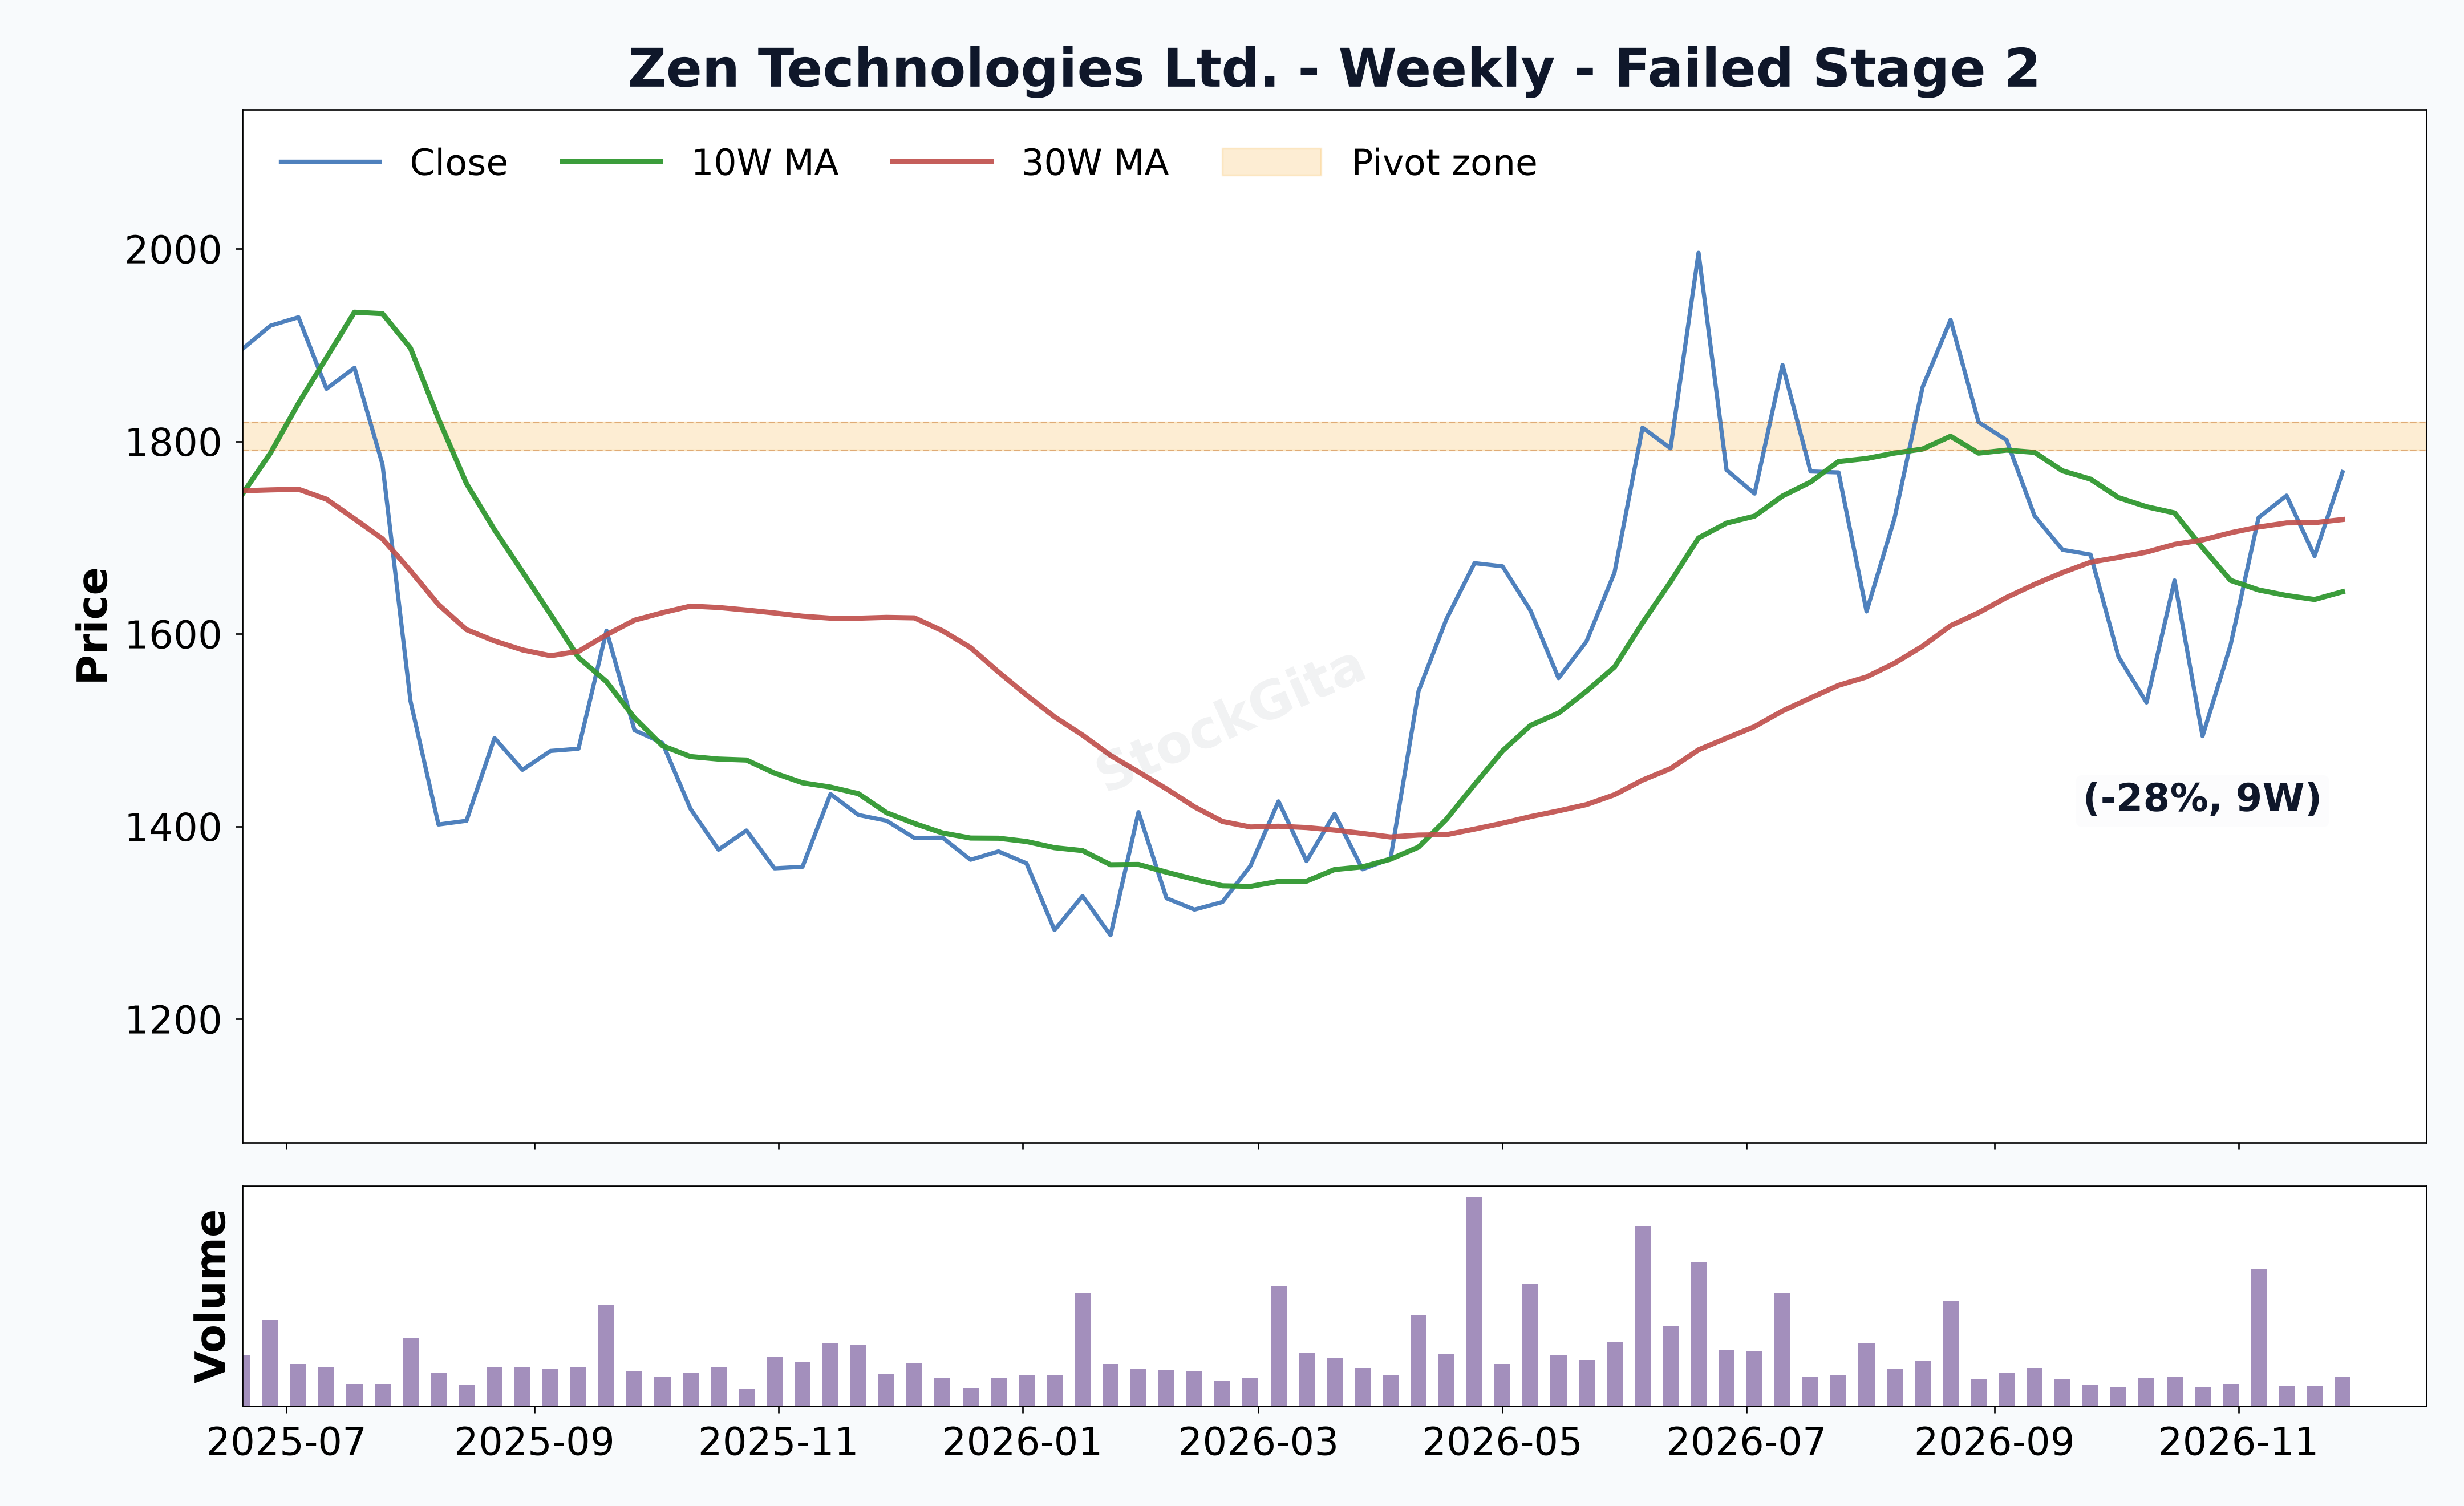 Zen Technologies Ltd. - Weekly - Failed Stage 2
Close 10W MA 30W MA Pivot zone
2000
1800
1600
1400
1200
Price
StockGita
(-28%, 9W)
Volume
2025-07 2025-09 2025-11 2026-01 2026-03 2026-05 2026-07 2026-09 2026-11